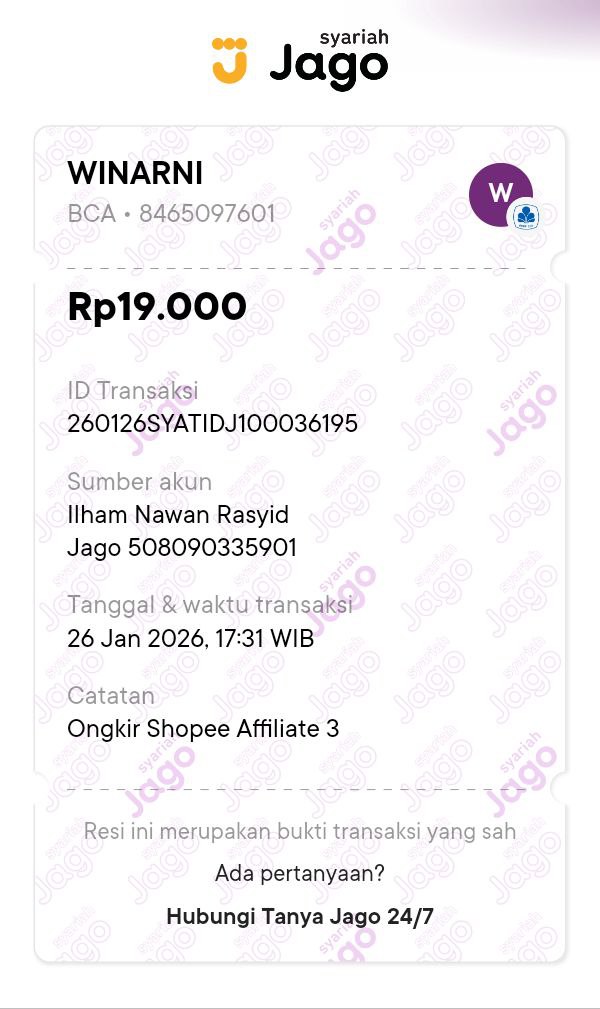 syariah
Jago
WINARNI
BCA • 8465097601
W
Rp19.000
ID Transaksi
260126SYATIDJ100036195
Sumber akun
Ilham Nawan Rasyid
Jago 508090335901
Tanggal & waktu transaksi
26 Jan 2026, 17:31 WIB
Catatan
Ongkir Shopee Affiliate 3
Resi ini merupakan bukti transaksi yang sah
Ada pertanyaan?
Hubungi Tanya Jago 24/7